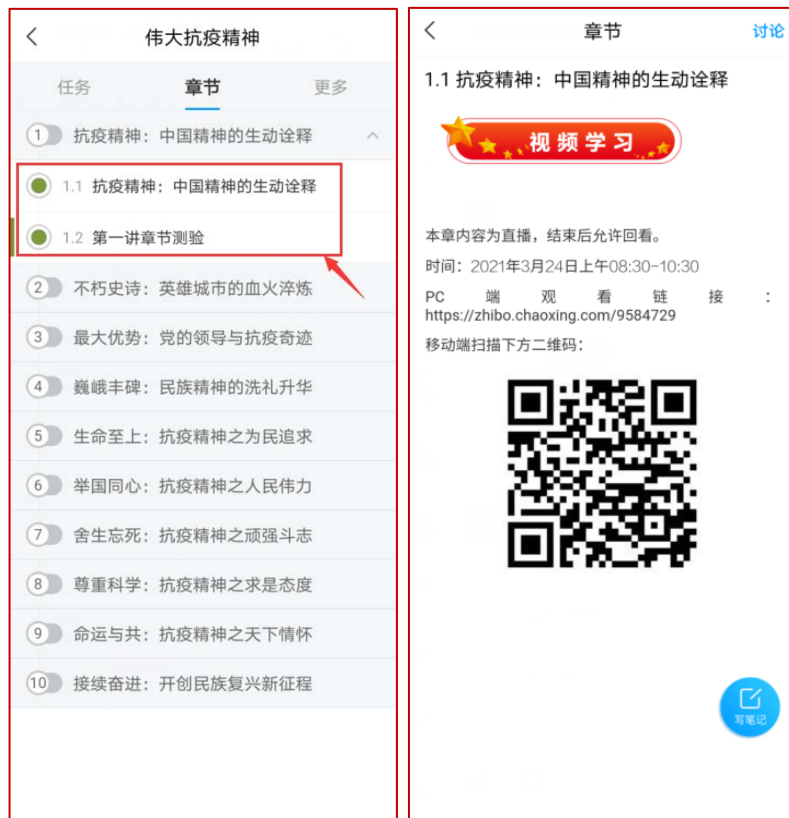 伟大抗疫精神
任务 章节 更多
1 抗疫精神：中国精神的生动诠释
1.1 抗疫精神：中国精神的生动诠释
1.2 第一讲章节测验
2 不朽史诗：英雄城市的血火淬炼
3 最大优势：党的领导与抗疫奇迹
4 巍峨丰碑：民族精神的洗礼升华
5 生命至上：抗疫精神之为民追求
6 举国同心：抗疫精神之人民伟力
7 舍生忘死：抗疫精神之顽强斗志
8 尊重科学：抗疫精神之求是态度
9 命运与共：抗疫精神之天下情怀
10 接续奋进：开创民族复兴新征程
章节 讨论
1.1 抗疫精神：中国精神的生动诠释
视频学习
本章内容为直播，结束后允许回看。
时间：2021年3月24日上午08:30-10:30
PC 端 观 看 链 接 ：
https://zhibo.chaoxing.com/9584729
移动端扫描下方二维码：
写笔记